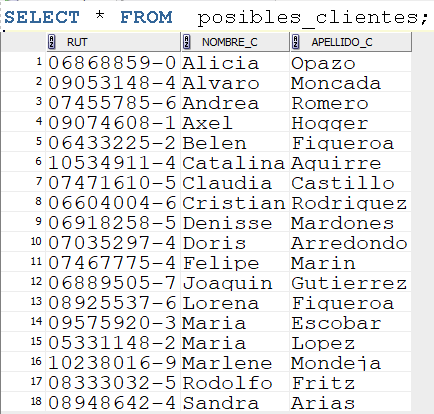 SELECT * FROM posibles_clientes;
RUT NOMBRE_C APELLIDO_C
1 06868859-0 Alicia Opazo
2 09053148-4 Alvaro Moncada
3 07455785-6 Andrea Romero
4 09074608-1 Axel Hogger
5 06433225-2 Belen Figueroa
6 10534911-4 Catalina Aguirre
7 07471610-5 Claudia Castillo
8 06604004-6 Cristian Rodriguez
9 06918258-5 Denisse Mardones
10 07035297-4 Doris Arredondo
11 07467775-4 Felipe Marin
12 06889505-7 Joaquin Gutierrez
13 08925537-6 Lorena Figueroa
14 09575920-3 Maria Escobar
15 05331148-2 Maria Lopez
16 10238016-9 Marlene Mondeja
17 08333032-5 Rodolfo Fritz
18 08948642-4 Sandra Arias